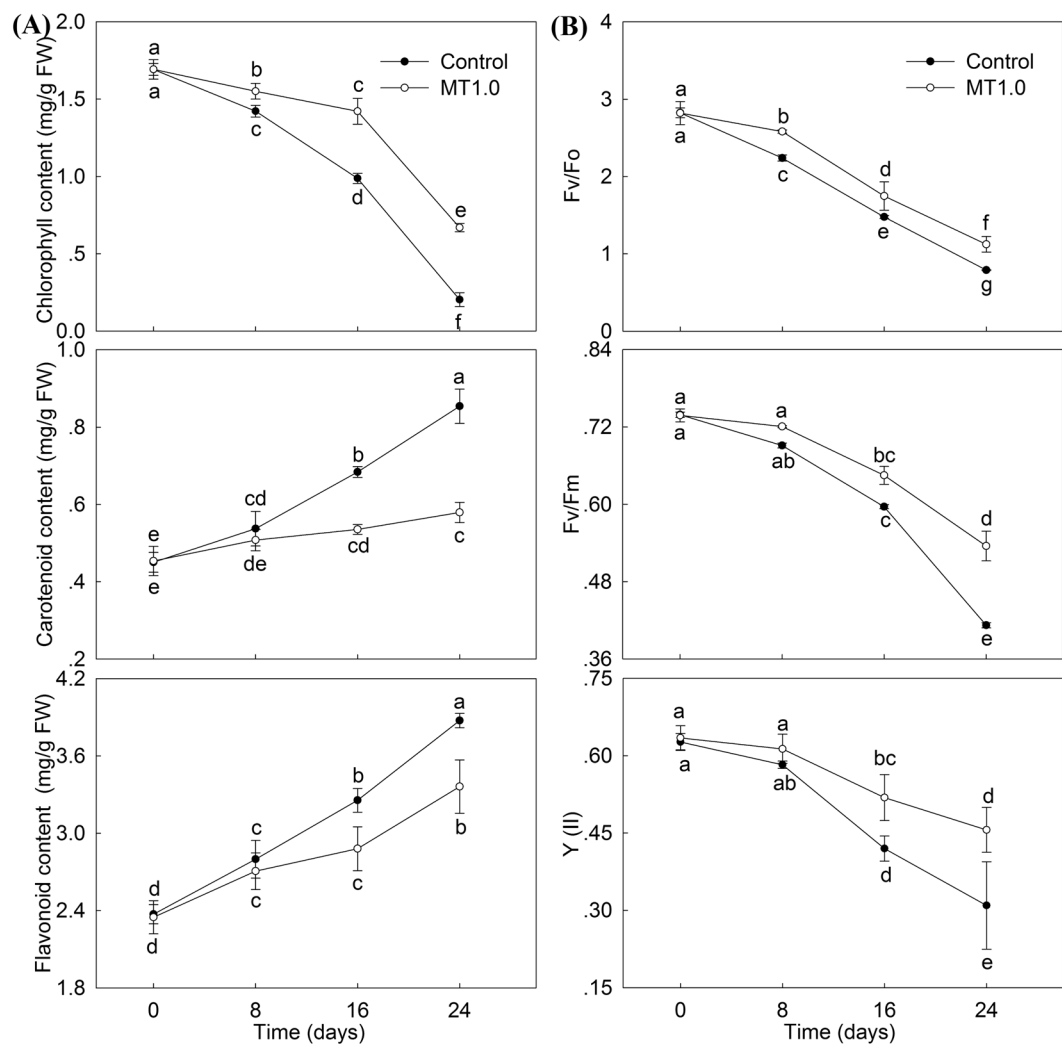 (A)
Chlorophyll content (mg/g FW)
2.0
1.5
1.0
.5
0.0
Control
MT1.0
a
a
b
c
c
d
e
f
Carotenoid content (mg/g FW)
1.0
.8
.6
.4
.2
e
e
cd
de
b
cd
a
c
Flavonoid content (mg/g FW)
4.2
3.6
3.0
2.4
1.8
d
d
c
c
b
c
a
b
0 8 16 24
Time (days)
(B)
Fv/Fo
4
3
2
1
0
Control
MT1.0
a
a
b
c
d
e
f
g
Fv/Fm
.84
.72
.60
.48
.36
a
a
a
ab
bc
c
d
e
Y (II)
.75
.60
.45
.30
.15
a
a
a
ab
bc
d
d
e
0 8 16 24
Time (days)